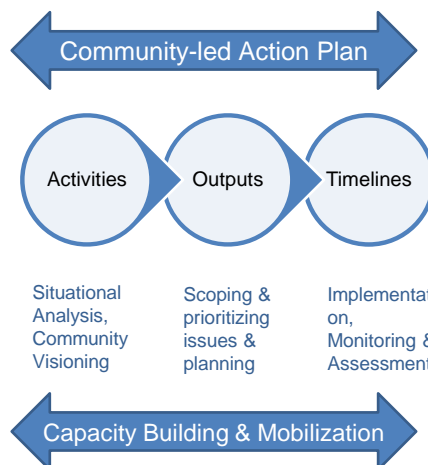 Community-led Action Plan
Activities
Outputs
Timelines
Situational
Analysis,
Community
Visioning
Scoping &
prioritizing
issues &
planning
Implementat
on,
Monitoring &
Assessment
Capacity Building & Mobilization